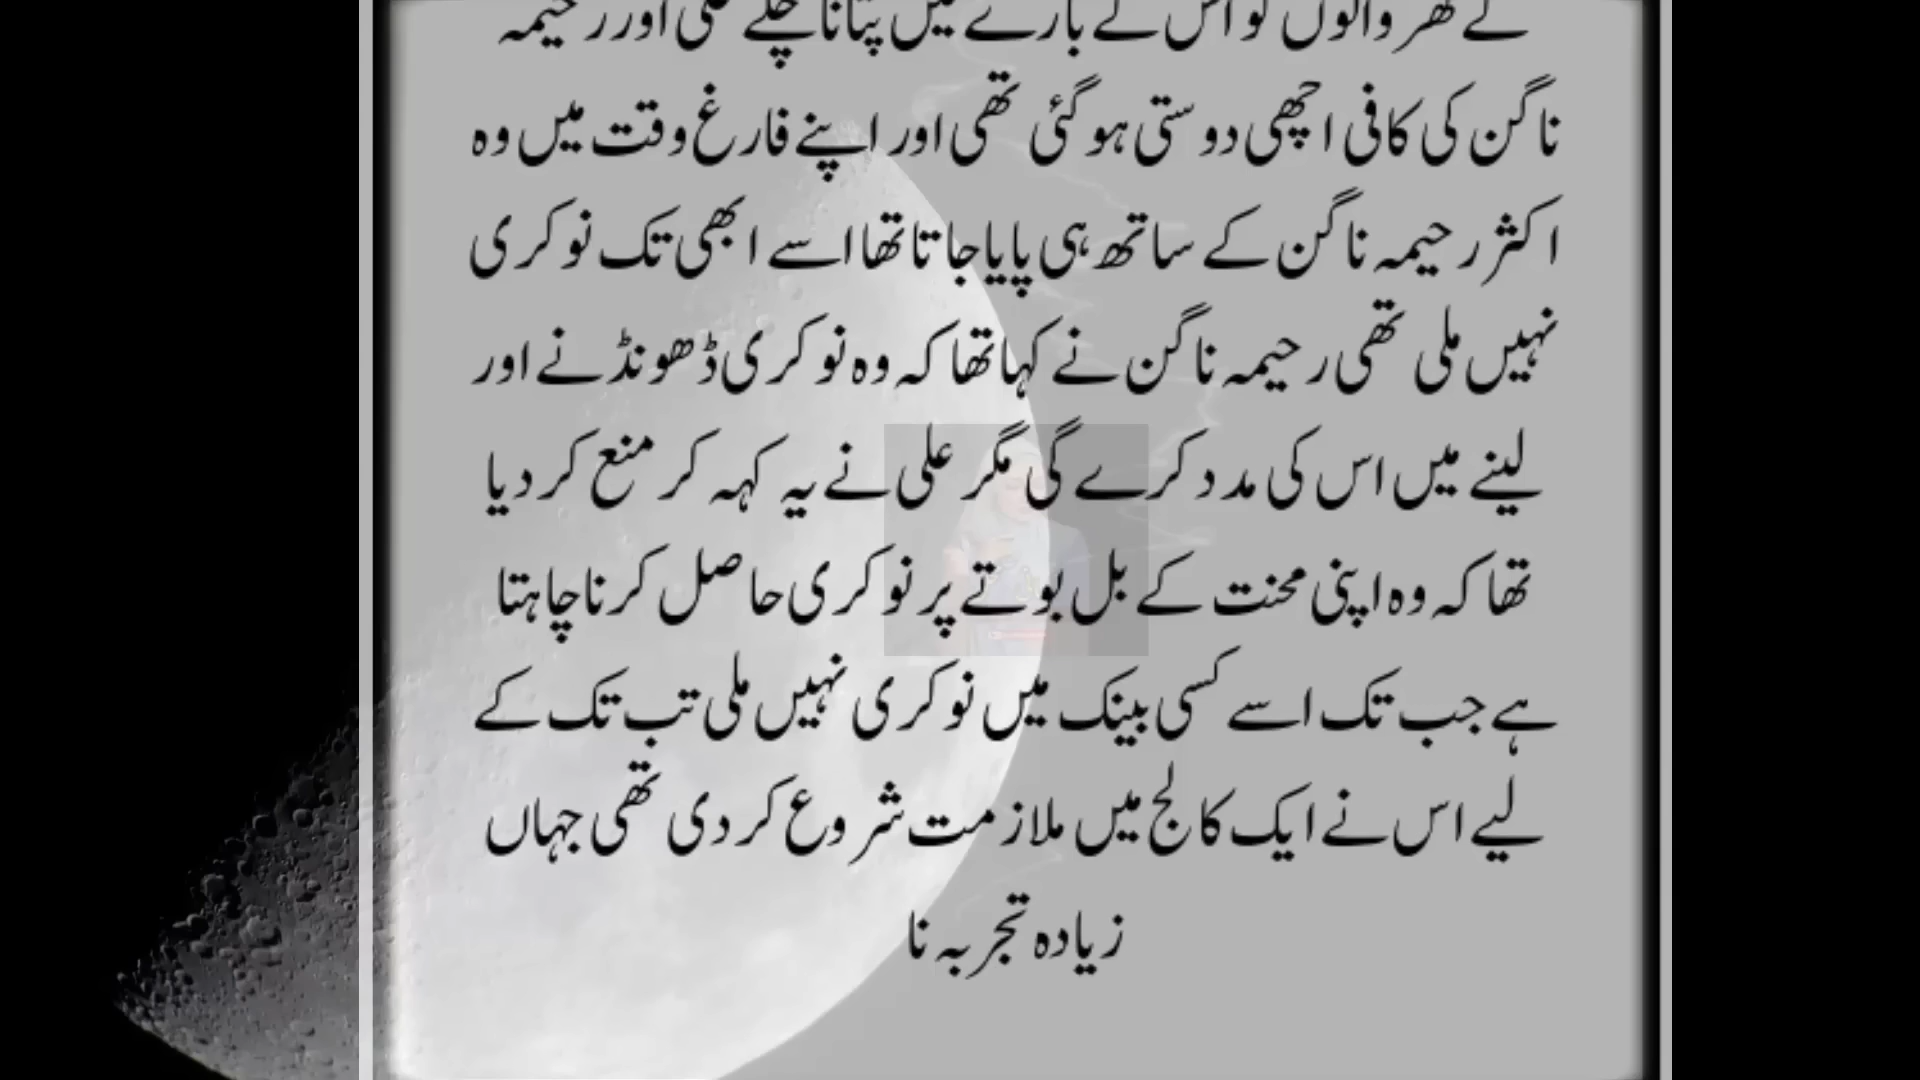 کے گھر والوں کو اس کے بارے میں پتا نا چلے اور رحیمہ
ناگن کی کافی اچھی دوستی ہوگئی تھی اور اپنے فارغ وقت میں وہ
اکثر رحیمہ ناگن کے ساتھ ہی پایا جاتا تھا اسے ابھی تک نوکری
نہیں ملی تھی رحیمہ ناگن نے کہا تھا کہ وہ نوکری ڈھونڈنے اور
لینے میں اس کی مدد کرے گی مگر علی نے یہ کہہ کر منع کر دیا
تھا کہ وہ اپنی محنت کے بل بوتے پر نوکری حاصل کرنا چاہتا
ہے جب تک اسے کسی بینک میں نوکری نہیں ملی تب تک کے
لیے اس نے ایک کالج میں ملازمت شروع کر دی تھی جہاں
زیادہ تجربہ نا